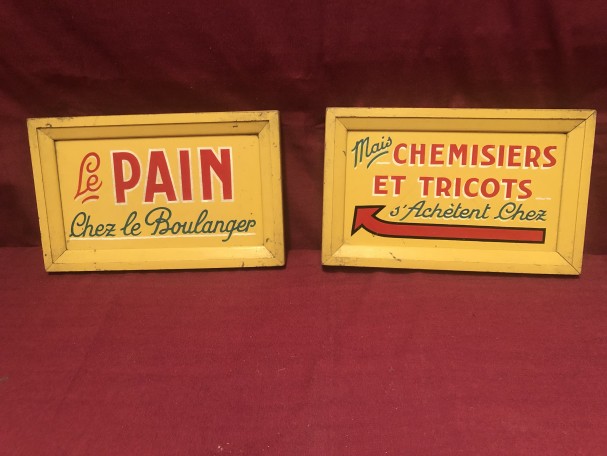 Le PAIN
Chez le Boulanger
Mais CHEMISIERS
ET TRICOTS
s'Achètent Chez